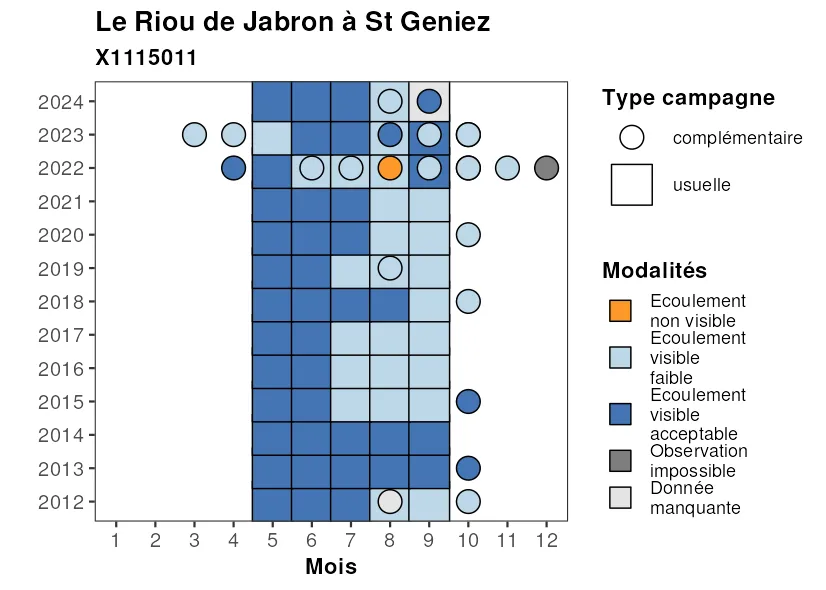 Le Riou de Jabron à St Geniez
X1115011
2024
2023
2022
2021
2020
2019
2018
2017
2016
2015
2014
2013
2012
1 2 3 4 5 6 7 8 9 10 11 12
Mois
Type campagne
complémentaire
usuelle
Modalités
Ecoulement
non visible
Ecoulement
visible
faible
Ecoulement
visible
acceptable
Observation
impossible
Donnée
manquante